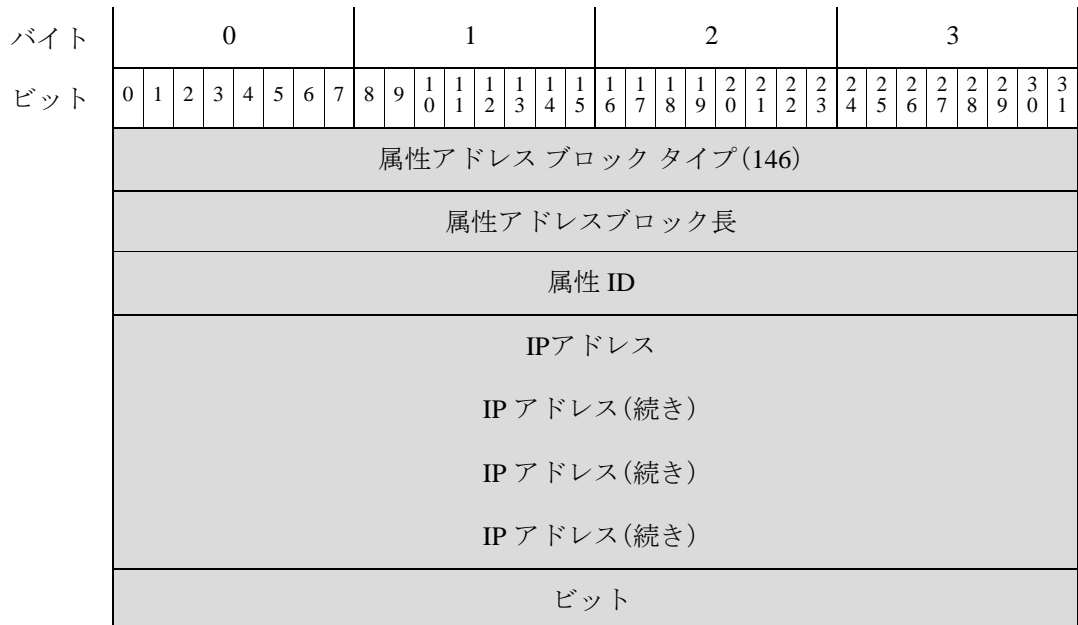 バイト 0 1 2 3
ビット 0 1 2 3 4 5 6 7 8 9 10 11 12 13 14 15 16 17 18 19 20 21 22 23 24 25 26 27 28 29 30 31
属性アドレス ブロック タイプ(146)
属性アドレスブロック長
属性 ID
IPアドレス
IP アドレス(続き)
IP アドレス(続き)
IP アドレス(続き)
ビット